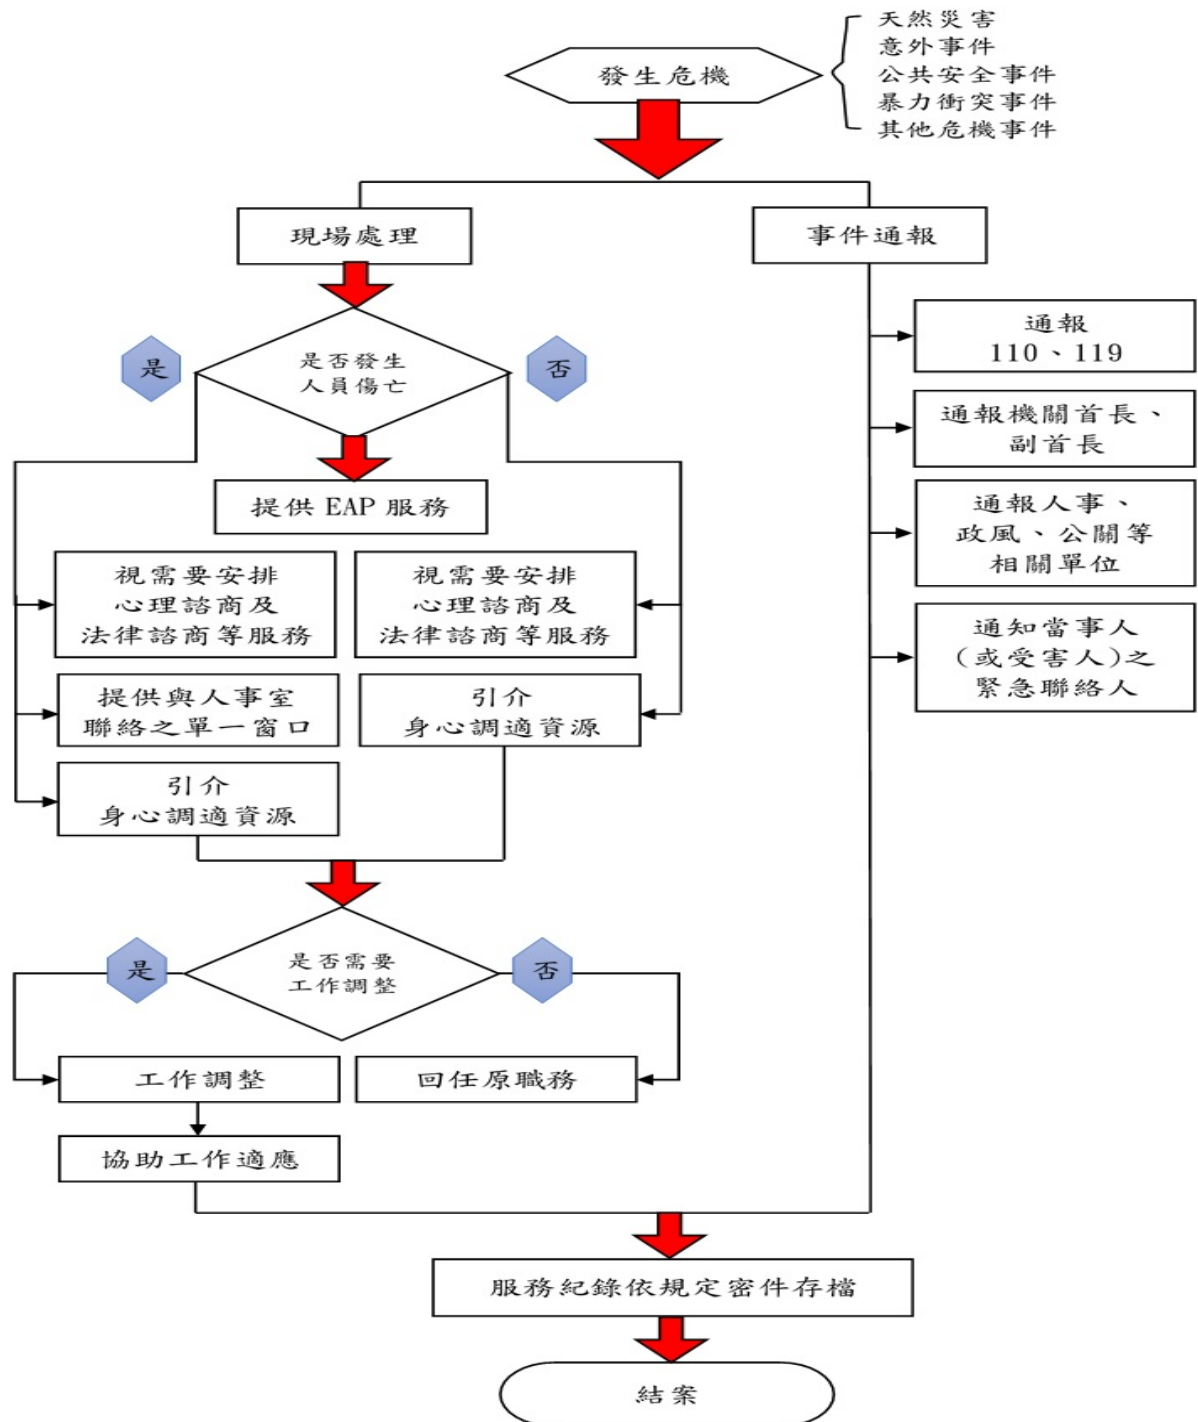 天然災害
意外事件
公共安全事件
暴力衝突事件
其他危機事件
發生危機
現場處理
事件通報
是否發生
人員傷亡
是
否
通報
110、119
通報機關首長、
副首長
通報人事、
政風、公關等
相關單位
通知當事人
(或受害人)之
緊急聯絡人
提供 EAP 服務
視需要安排
心理諮商及
法律諮商等服務
視需要安排
心理諮商及
法律諮商等服務
提供與人事室
聯絡之單一窗口
引介
身心調適資源
引介
身心調適資源
是否需要
工作調整
是
否
工作調整
回任原職務
協助工作適應
服務紀錄依規定密件存檔
結案